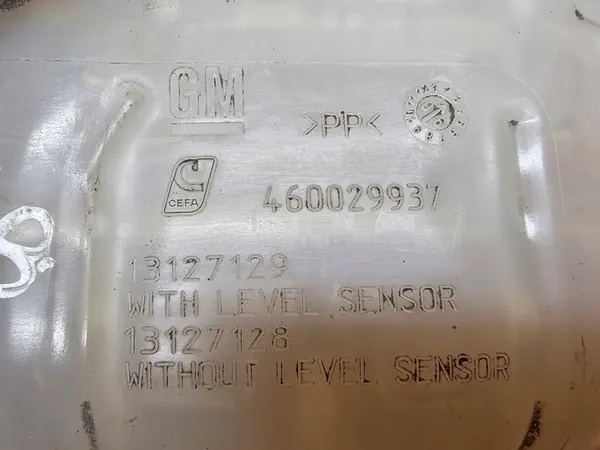 GM
>PP<
CEFA
460029937
13127129
WITH LEVEL SENSOR
13127128
WITHOUT LEVEL SENSOR